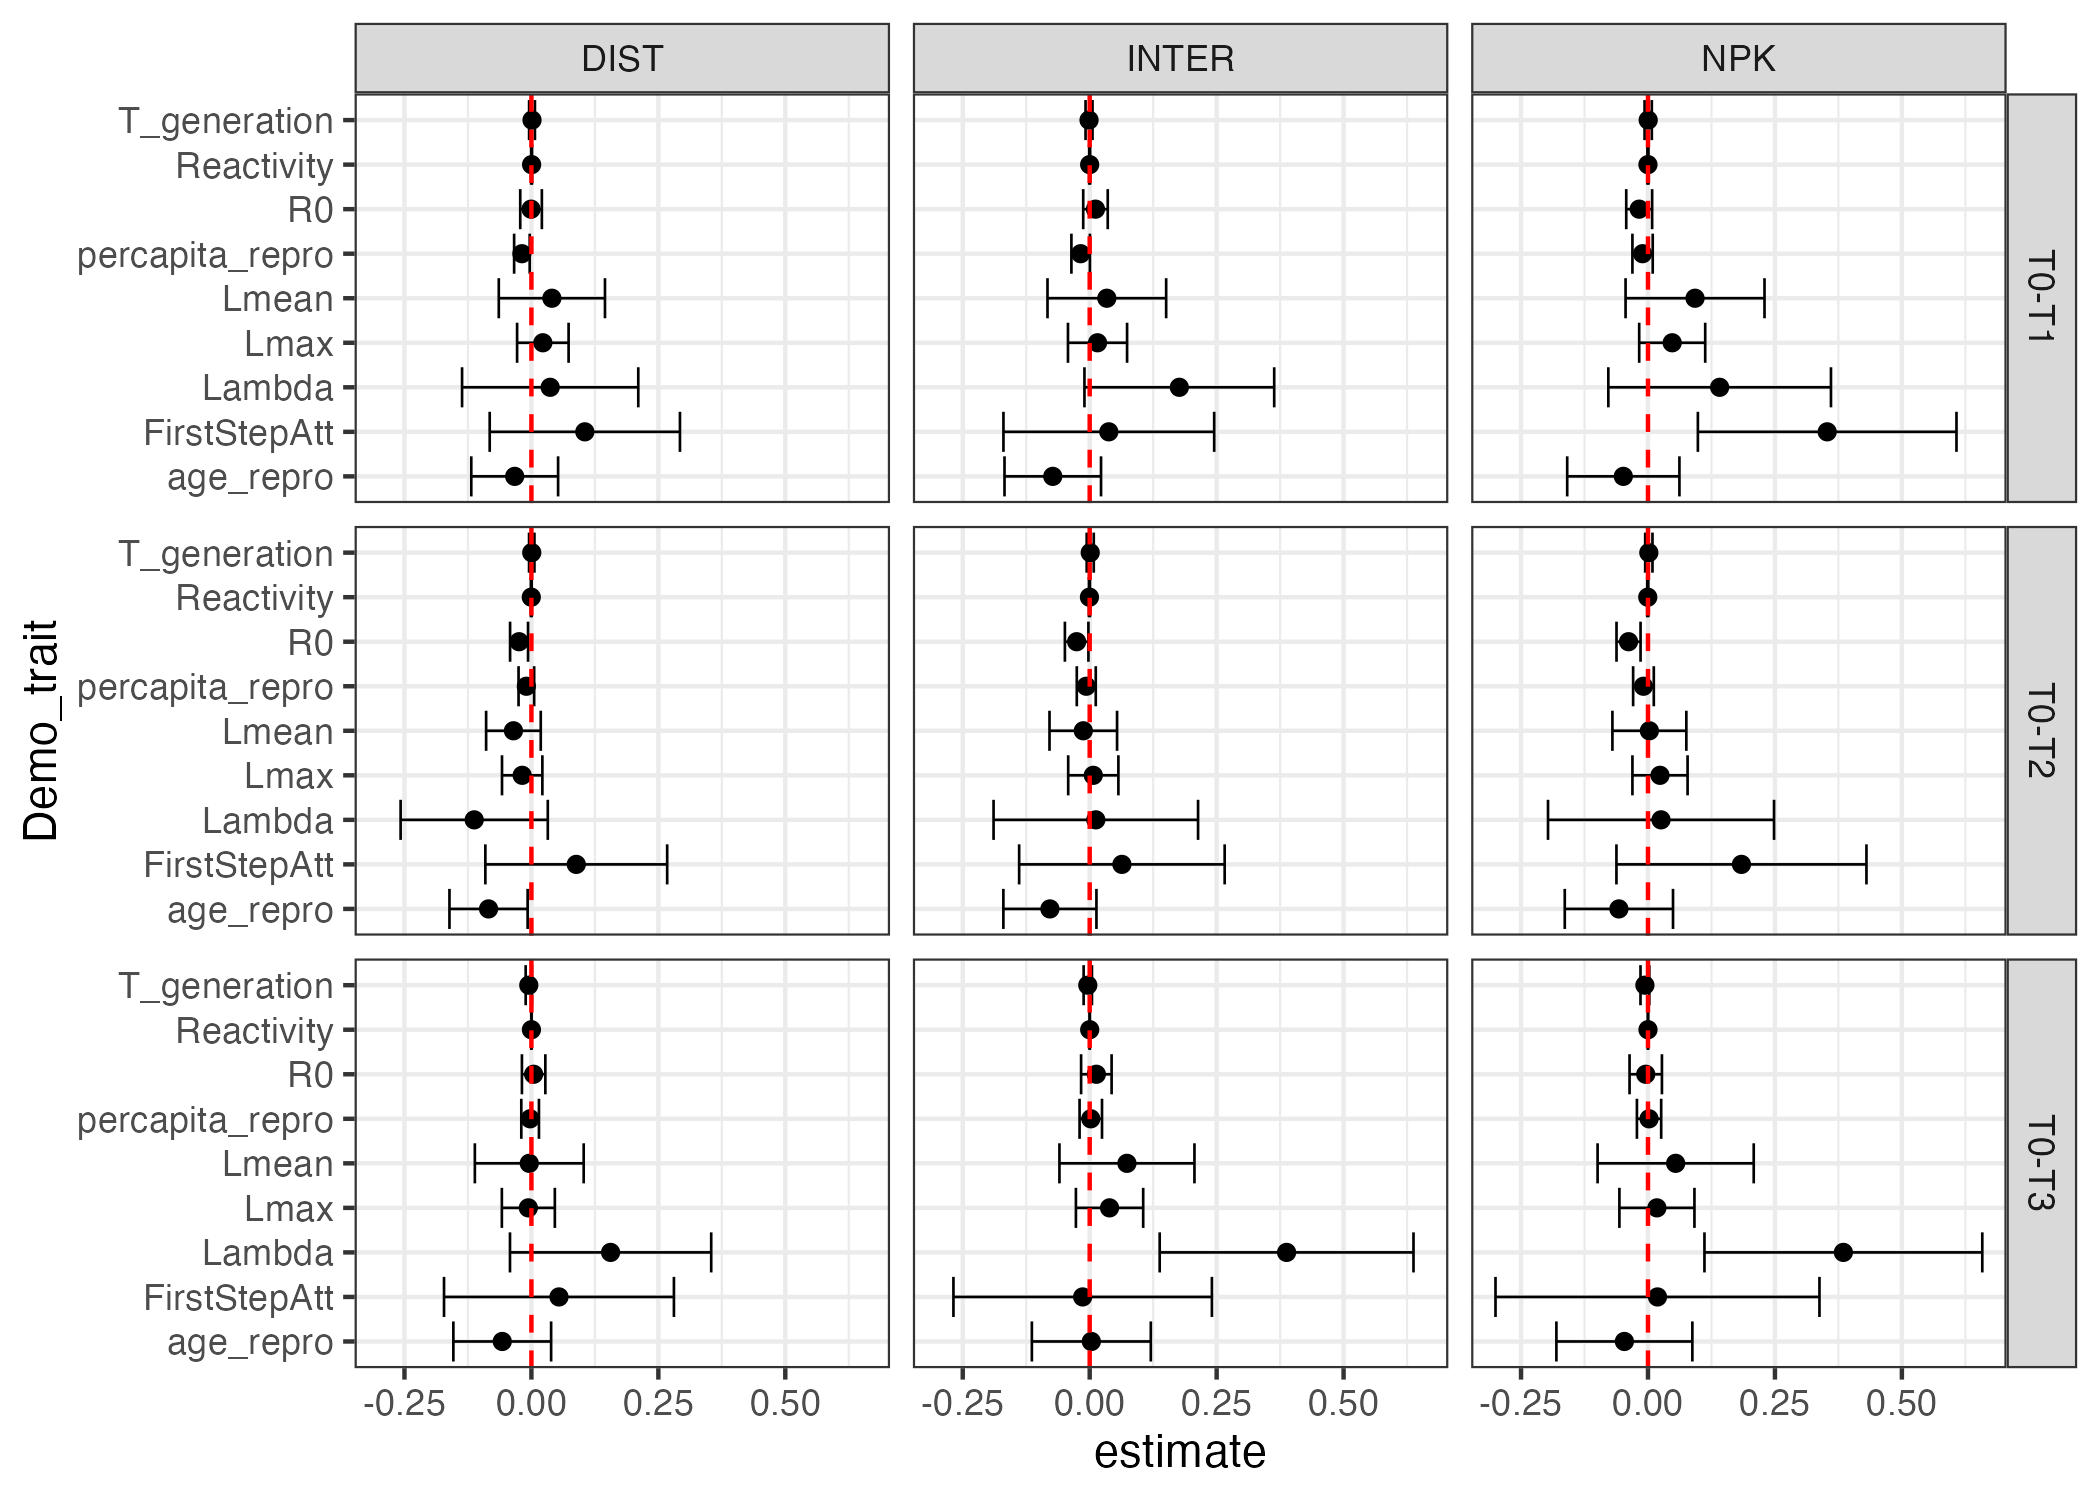 DIST INTER NPK
T_generation
Reactivity
R0
percapita_repro
Lmean
Lmax
Lambda
FirstStepAtt
age_repro
T0-T1
T_generation
Reactivity
R0
percapita_repro
Lmean
Lmax
Lambda
FirstStepAtt
age_repro
T0-T2
Demo_trait
T_generation
Reactivity
R0
percapita_repro
Lmean
Lmax
Lambda
FirstStepAtt
age_repro
T0-T3
-0.25 0.00 0.25 0.50 -0.25 0.00 0.25 0.50 -0.25 0.00 0.25 0.50
estimate